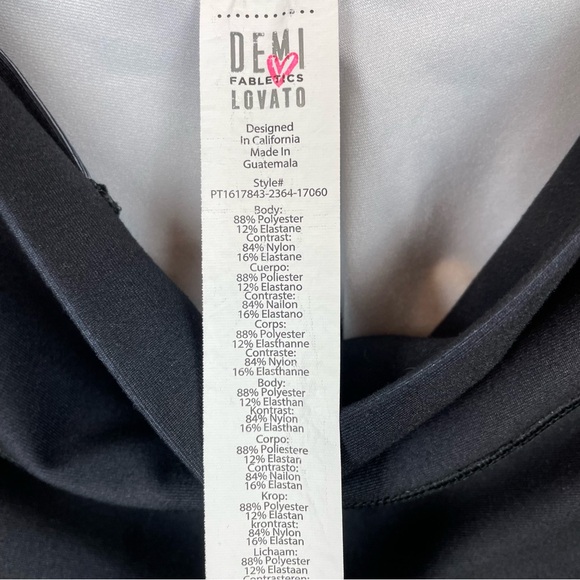 DEMI
FABLETICS
LOVATO
Designed
In California
Made In
Guatemala
Style#
PT1617843-2364-17060
Body:
88% Polyester
12% Elastane
Contrast:
84% Nylon
16% Elastane
Cuerpo:
88% Poliester
12% Elastano
Contraste:
84% Nailon
16% Elastano
Corps:
88% Polyester
12% Elasthanne
Contraste:
84% Nylon
16% Elasthanne
Body:
88% Polyester
12% Elasthan
Kontrast:
84% Nylon
16% Elasthan
Corpo:
88% Poliestere
12% Elastan
Contrasto:
84% Nailon
16% Elastan
Krop:
88% Polyester
12% Elastan
krontrast:
84% Nylon
16% Elastan
Lichaam:
88% Polyester
12% Elastaan
Contrasteren: